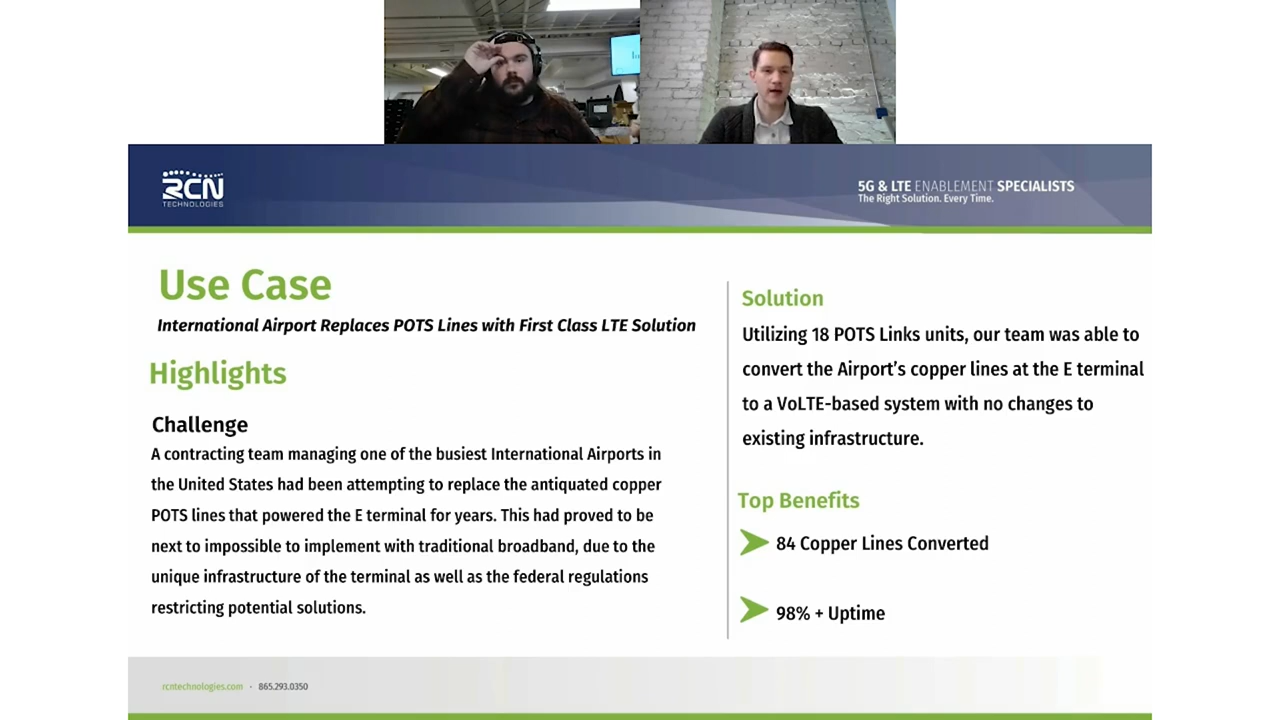 RCN
TECHNOLOGIES
5G & LTE ENABLEMENT SPECIALISTS
The Right Solution. Every Time.
Use Case
International Airport Replaces POTS Lines with First Class LTE Solution
Highlights
Challenge
A contracting team managing one of the busiest International Airports in
the United States had been attempting to replace the antiquated copper
POTS lines that powered the E terminal for years. This had proved to be
next to impossible to implement with traditional broadband, due to the
unique infrastructure of the terminal as well as the federal regulations
restricting potential solutions.
Solution
Utilizing 18 POTS Links units, our team was able to
convert the Airport's copper lines at the E terminal
to a VoLTE-based system with no changes to
existing infrastructure.
Top Benefits
84 Copper Lines Converted
98% + Uptime
rcntechnologies.com · 865.293.0350